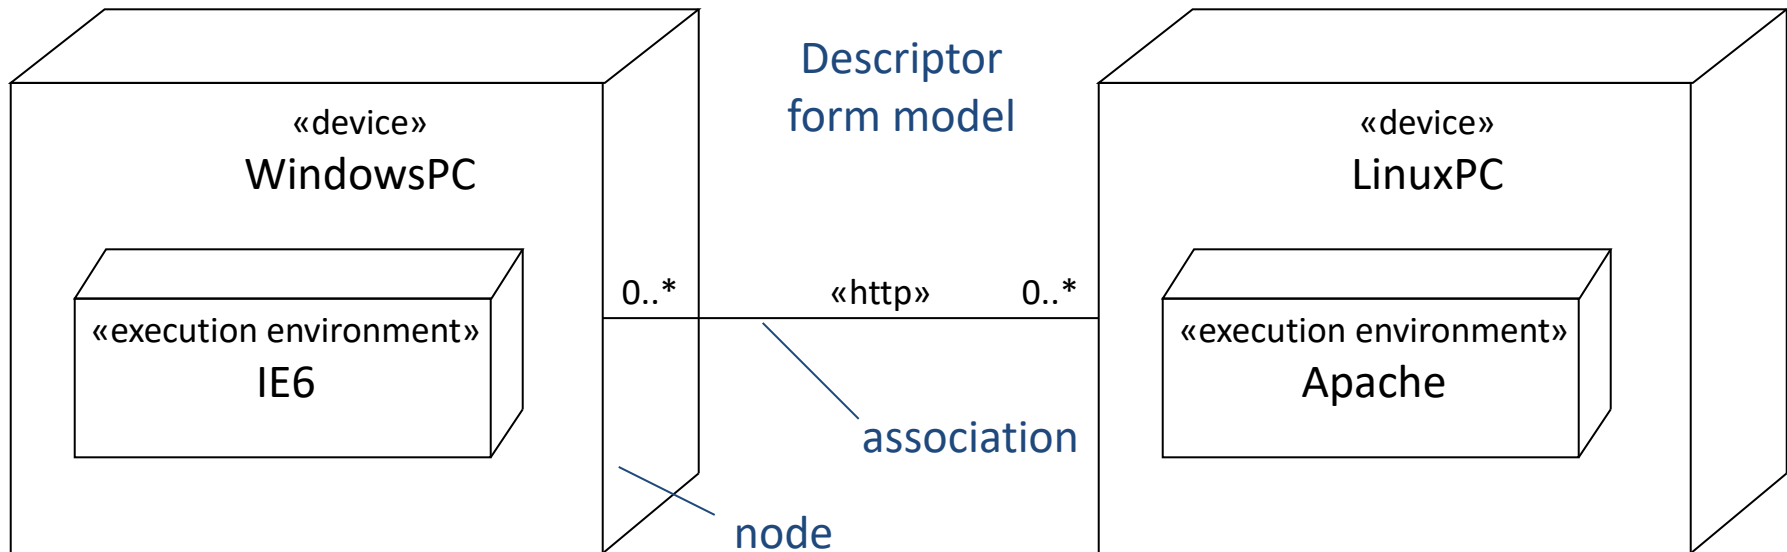 Descriptor
form model
«device»
WindowsPC
«execution environment»
IE6
0..*
«http»
0..*
«device»
LinuxPC
«execution environment»
Apache
association
node